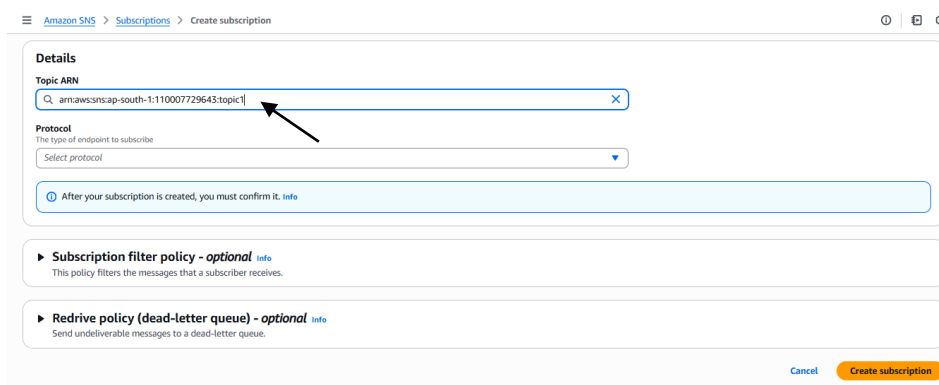 Amazon SNS > Subscriptions > Create subscription
Details
Topic ARN
arn:aws:sns:ap-south-1:110007729643:topic1
Protocol
The type of endpoint to subscribe
Select protocol
After your subscription is created, you must confirm it. Info
Subscription filter policy - optional Info
This policy filters the messages that a subscriber receives.
Redrive policy (dead-letter queue) - optional Info
Send undeliverable messages to a dead-letter queue.
Cancel Create subscription